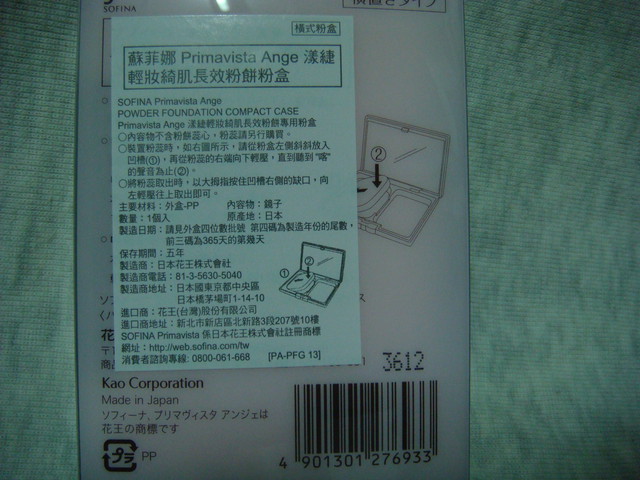 SOFINA
横置きタイプ
橫式粉盒
蘇菲娜 Primavista Ange 漾緁
輕妝綺肌長效粉餅粉盒
SOFINA Primavista Ange
POWDER FOUNDATION COMPACT CASE
Primavista Ange 漾緁輕妝綺肌長效粉餅專用粉盒
○內容物不含粉餅蕊心，粉蕊請另行購買。
○裝置粉蕊時，如右圖所示，請從粉盒左側斜斜放入
凹槽(①)，再從粉蕊的右端向下輕壓，直到聽到 "喀"
的聲音為止(②)。
○將粉蕊取出時，以大拇指按住凹槽右側的缺口，向
左輕壓往上取出即可。
主要材料：外盒-PP 內容物：鏡子
數量：1個入 原產地：日本
製造日期：請見外盒四位數批號 第四碼為製造年份的尾數，
前三碼為365天的第幾天
保存期間：五年
製造商：日本花王株式會社
製造商電話：81-3-5630-5040
製造商地址：日本國東京都中央區
日本橋茅場町1-14-10
進口商：花王(台灣)股份有限公司
進口商地址：新北市新店區北新路3段207號10樓
SOFINA Primavista 係日本花王株式會社註冊商標
網址：http://web.sofina.com/tw
消費者諮詢專線: 0800-061-668 [PA-PFG 13]
②
①
②
3612
Kao Corporation
Made in Japan
ソフィーナ、プリマヴィスタ アンジェは
花王の商標です
プラ PP
4 901301 276933